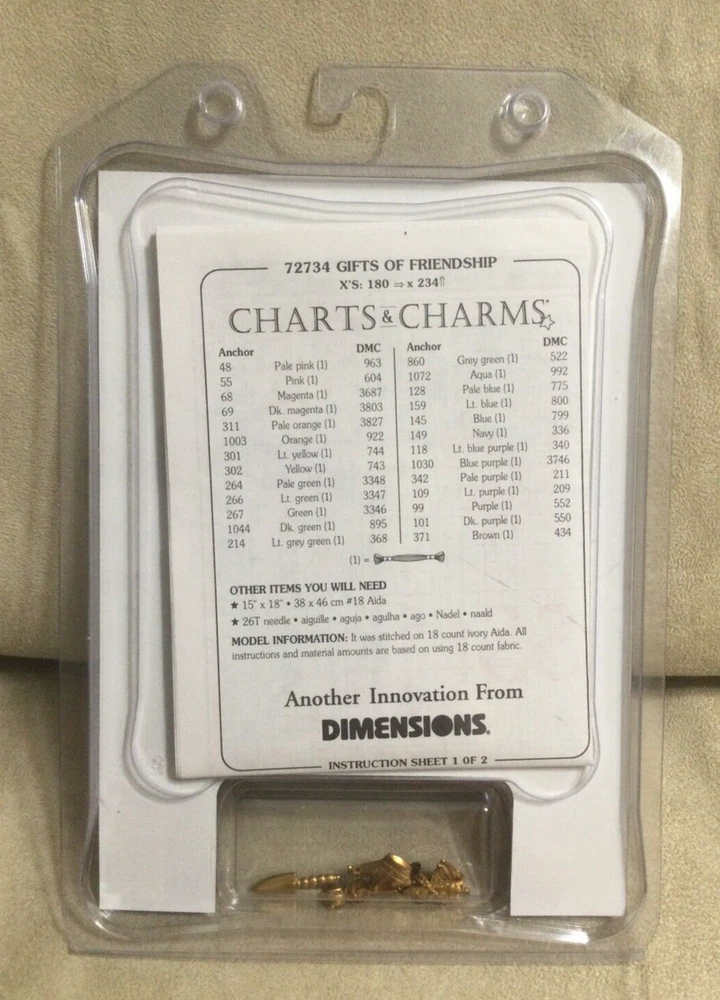 72734 GIFTS OF FRIENDSHIP
X'S: 180 ⇒ x 234⇑
CHARTS & CHARMS
Anchor DMC
48 Pale pink (1) 963
55 Pink (1) 604
68 Magenta (1) 3687
69 Dk. magenta (1) 3803
311 Pale orange (1) 3827
1003 Orange (1) 922
301 Lt. yellow (1) 744
302 Yellow (1) 743
264 Pale green (1) 3348
266 Lt. green (1) 3347
267 Green (1) 3346
1044 Dk. green (1) 895
214 Lt. grey green (1) 368
Anchor DMC
860 Grey green (1) 522
1072 Aqua (1) 992
128 Pale blue (1) 775
159 Lt. blue (1) 800
145 Blue (1) 799
149 Navy (1) 336
118 Lt. blue purple (1) 340
1030 Blue purple (1) 3746
342 Pale purple (1) 211
109 Lt. purple (1) 209
99 Purple (1) 552
101 Dk. purple (1) 550
371 Brown (1) 434
(1) =
OTHER ITEMS YOU WILL NEED
★ 15" x 18" • 38 x 46 cm #18 Aida
★ 26T needle • aiguille • aguja • agulha • ago • Nadel • naald
MODEL INFORMATION: It was stitched on 18 count ivory Aida. All
instructions and material amounts are based on using 18 count fabric.
Another Innovation From
DIMENSIONS®
INSTRUCTION SHEET 1 OF 2